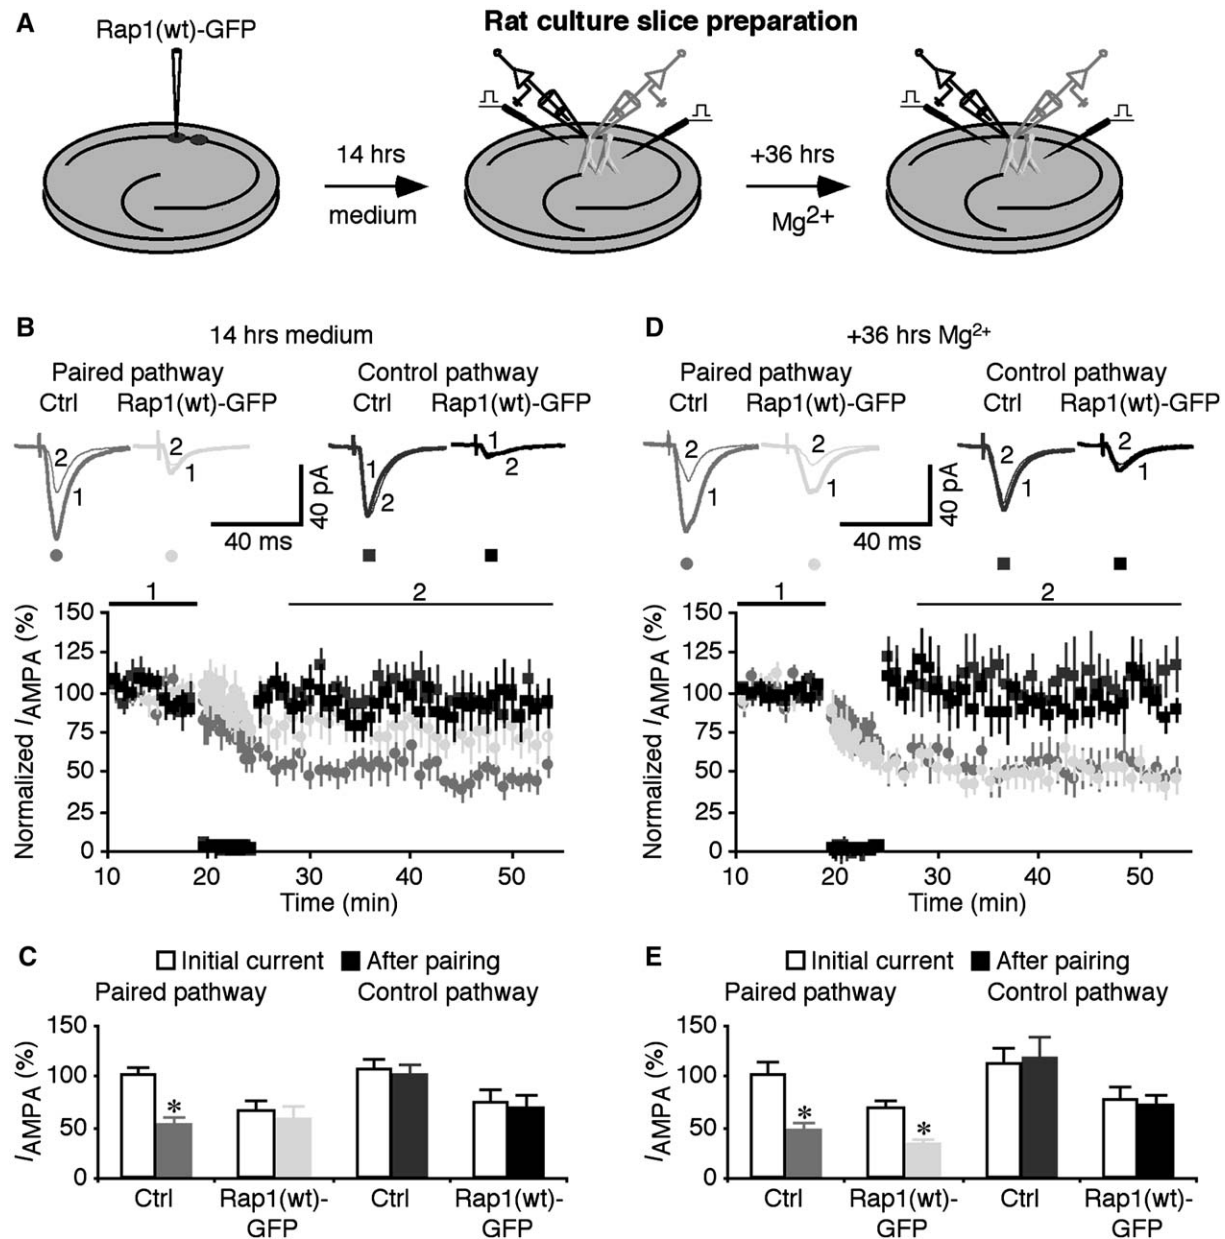 A
Rap1(wt)-GFP
Rat culture slice preparation
14 hrs
medium
+36 hrs
Mg2+
B
14 hrs medium
Paired pathway
Control pathway
Ctrl
Rap1(wt)-GFP
Ctrl
Rap1(wt)-GFP
2
1
2
1
1
2
1
2
40 pA
40 ms
1
2
Normalized IAMPA (%)
150
125
100
75
50
25
0
10
20
30
40
50
Time (min)
C
Initial current
After pairing
Paired pathway
Control pathway
IAMPA (%)
150
100
50
0
*
Ctrl
Rap1(wt)-
GFP
Ctrl
Rap1(wt)-
GFP
D
+36 hrs Mg2+
Paired pathway
Control pathway
Ctrl
Rap1(wt)-GFP
Ctrl
Rap1(wt)-GFP
2
1
2
1
2
1
2
1
40 pA
40 ms
1
2
Normalized IAMPA (%)
150
125
100
75
50
25
0
10
20
30
40
50
Time (min)
E
Initial current
After pairing
Paired pathway
Control pathway
IAMPA (%)
150
100
50
0
*
*
Ctrl
Rap1(wt)-
GFP
Ctrl
Rap1(wt)-
GFP